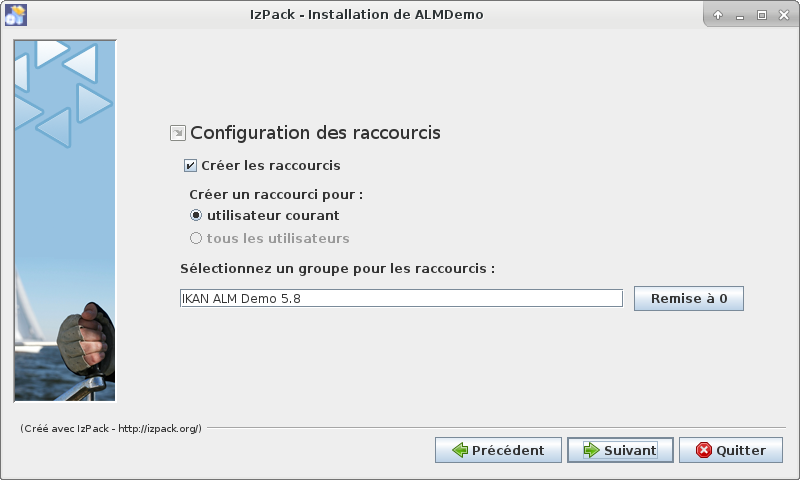 IzPack - Installation de ALMDemo
Configuration des raccourcis
Créer les raccourcis
Créer un raccourci pour :
utilisateur courant
tous les utilisateurs
Sélectionnez un groupe pour les raccourcis :
IKAN ALM Demo 5.8
Remise à 0
(Créé avec IzPack - http://izpack.org/)
Précédent
Suivant
Quitter